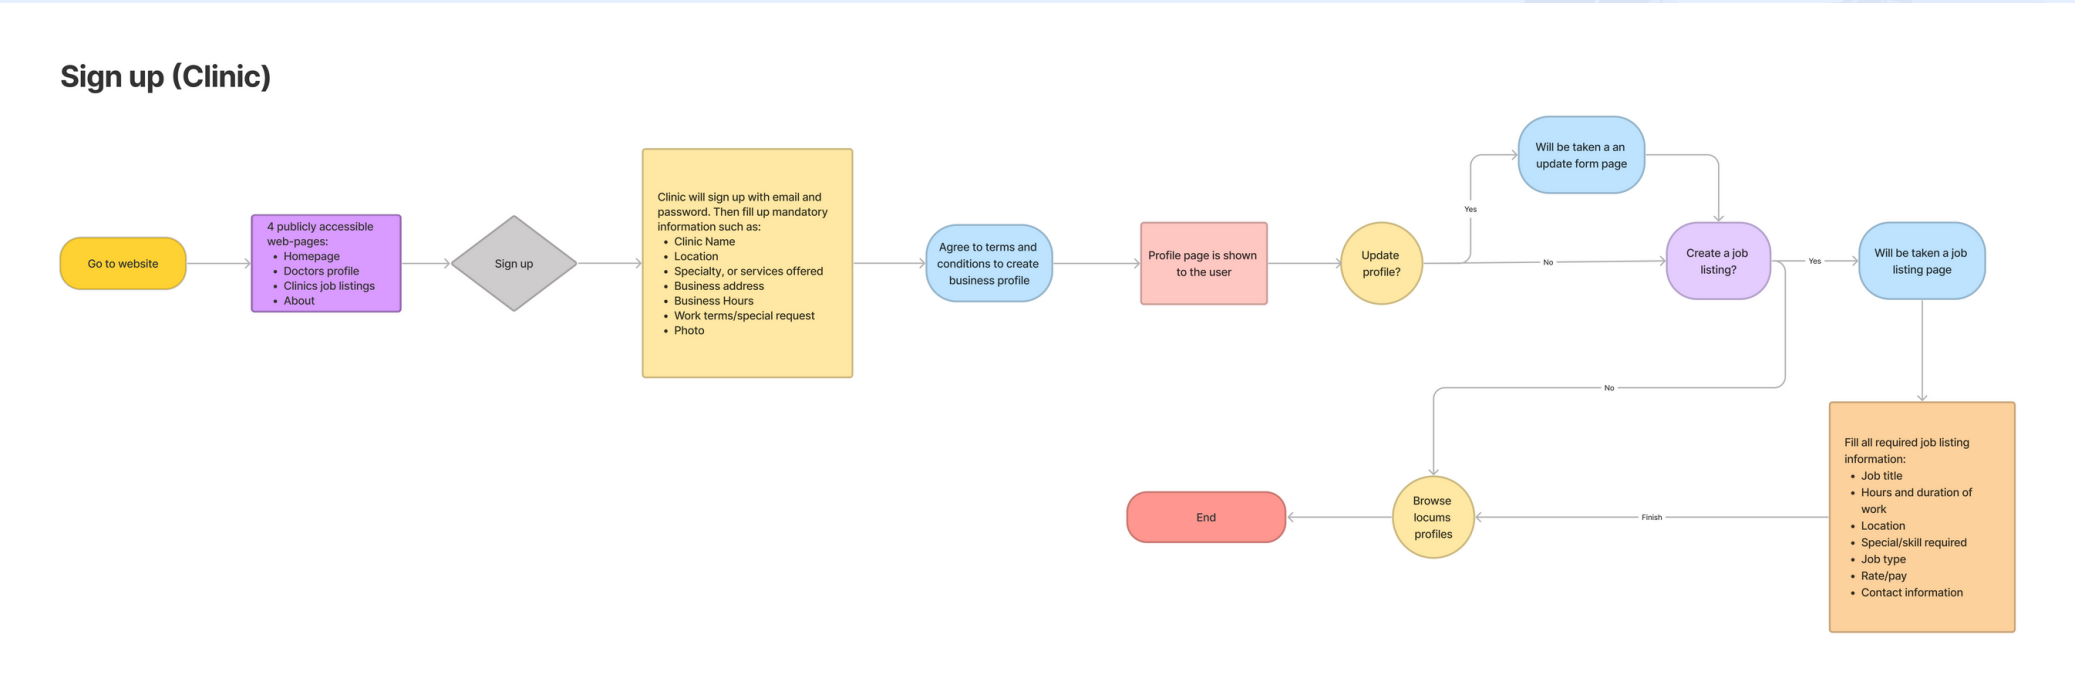 Sign up (Clinic)
Go to website
4 publicly accessible
web-pages:
• Homepage
• Doctors profile
• Clinics job listings
• About
Sign up
Clinic will sign up with email and
password. Then fill up mandatory
information such as:
• Clinic Name
• Location
• Specialty, or services offered
• Business address
• Business Hours
• Work terms/special request
• Photo
Agree to terms and
conditions to create
business profile
Profile page is shown
to the user
Update
profile?
Yes
Will be taken a an
update form page
No
Create a job
listing?
Yes
Will be taken a job
listing page
No
Fill all required job listing
information:
• Job title
• Hours and duration of
work
• Location
• Special/skill required
• Job type
• Rate/pay
• Contact information
Finish
Browse
locums
profiles
End